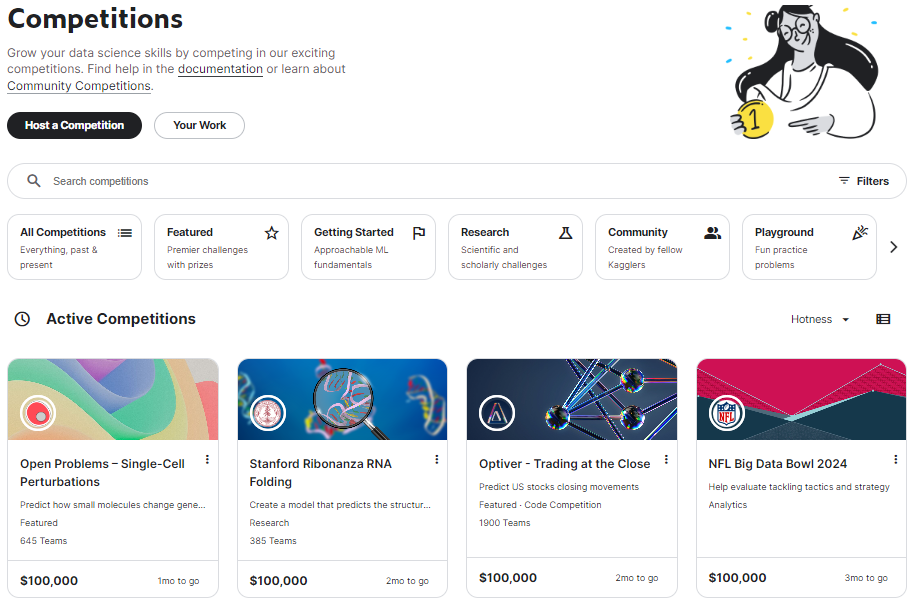 Competitions
Grow your data science skills by competing in our exciting
competitions. Find help in the documentation or learn about
Community Competitions.
Host a Competition
Your Work
1
Search competitions
Filters
All Competitions
Everything, past &
present
Featured
Premier challenges
with prizes
Getting Started
Approachable ML
fundamentals
Research
Scientific and
scholarly challenges
Community
Created by fellow
Kagglers
Playground
Fun practice
problems
Active Competitions
Hotness
Open Problems – Single-Cell
Perturbations
Predict how small molecules change gene...
Featured
645 Teams
$100,000
1mo to go
Stanford Ribonanza RNA
Folding
Create a model that predicts the structur...
Research
385 Teams
$100,000
2mo to go
Optiver - Trading at the Close
Predict US stocks closing movements
Featured · Code Competition
1900 Teams
$100,000
2mo to go
NFL
NFL Big Data Bowl 2024
Help evaluate tackling tactics and strategy
Analytics
$100,000
3mo to go